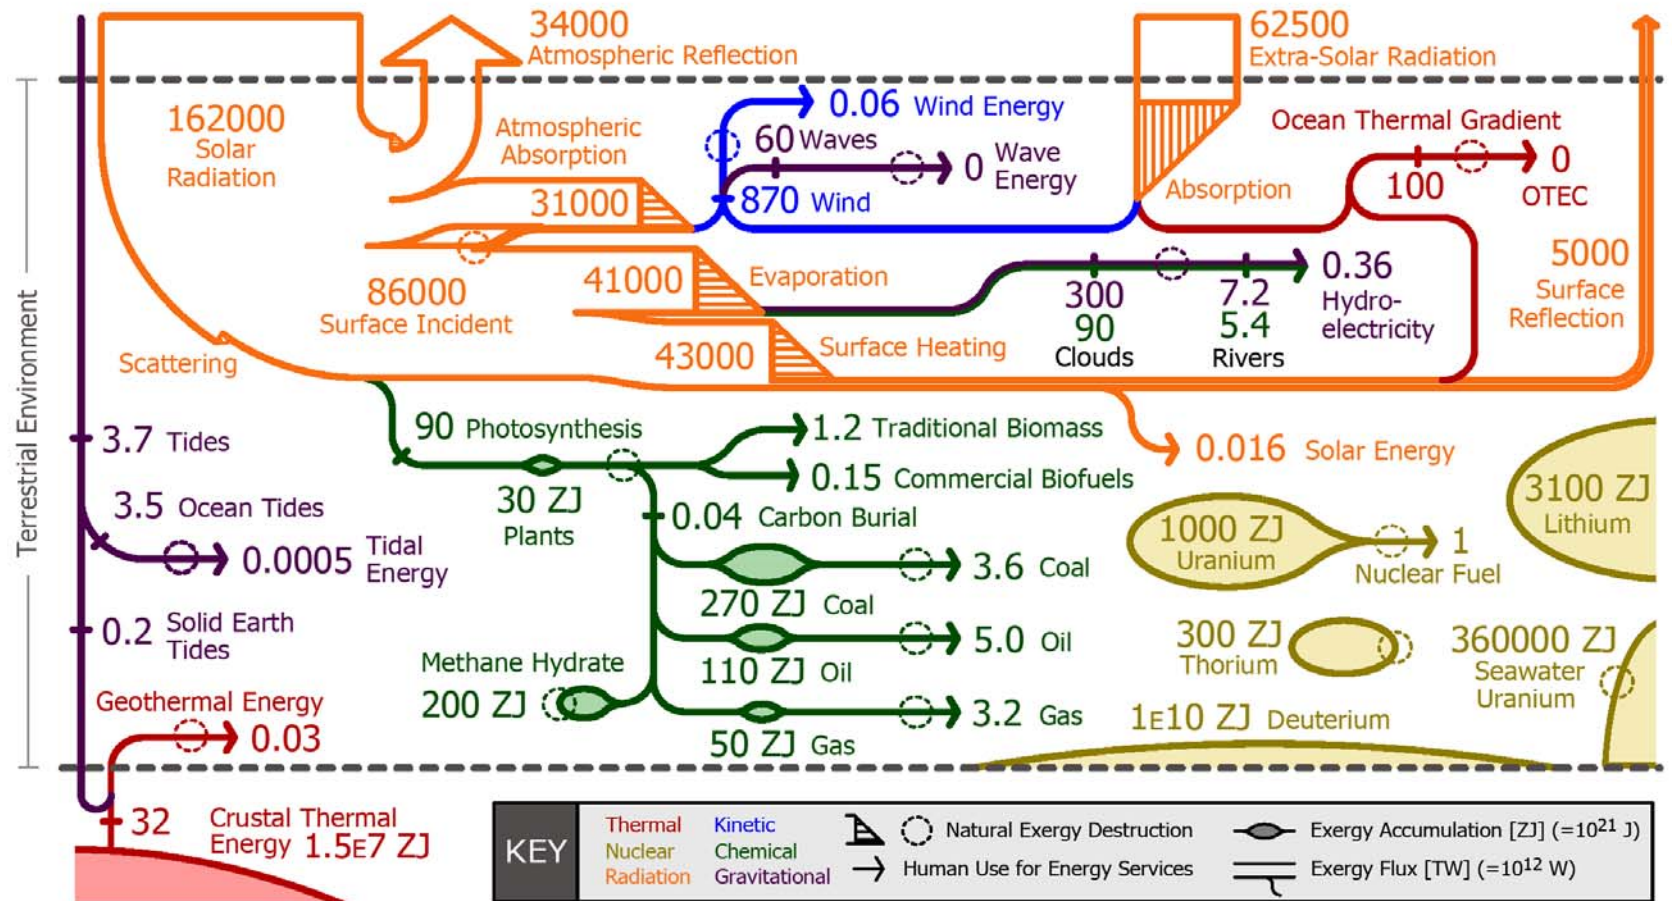 34000
Atmospheric Reflection
62500
Extra-Solar Radiation
162000
Solar
Radiation
Atmospheric
Absorption
31000
0.06 Wind Energy
60 Waves
0 Wave
Energy
870 Wind
Absorption
Ocean Thermal Gradient
100
0
OTEC
86000
Surface Incident
41000
Evaporation
300
90
Clouds
7.2
5.4
Rivers
0.36
Hydro-
electricity
5000
Surface
Reflection
Scattering
43000
Surface Heating
Terrestrial Environment
3.7 Tides
3.5 Ocean Tides
0.0005 Tidal
Energy
0.2 Solid Earth
Tides
90 Photosynthesis
30 ZJ
Plants
1.2 Traditional Biomass
0.15 Commercial Biofuels
0.016 Solar Energy
0.04 Carbon Burial
3.6 Coal
270 ZJ Coal
5.0 Oil
110 ZJ Oil
Methane Hydrate
200 ZJ
3.2 Gas
50 ZJ Gas
1000 ZJ
Uranium
1
Nuclear Fuel
3100 ZJ
Lithium
300 ZJ
Thorium
360000 ZJ
Seawater
Uranium
1E10 ZJ Deuterium
Geothermal Energy
0.03
32
Crustal Thermal
Energy 1.5E7 ZJ
KEY
Thermal
Nuclear
Radiation
Kinetic
Chemical
Gravitational
Natural Exergy Destruction
Human Use for Energy Services
Exergy Accumulation [ZJ] (=10²¹ J)
Exergy Flux [TW] (=10¹² W)